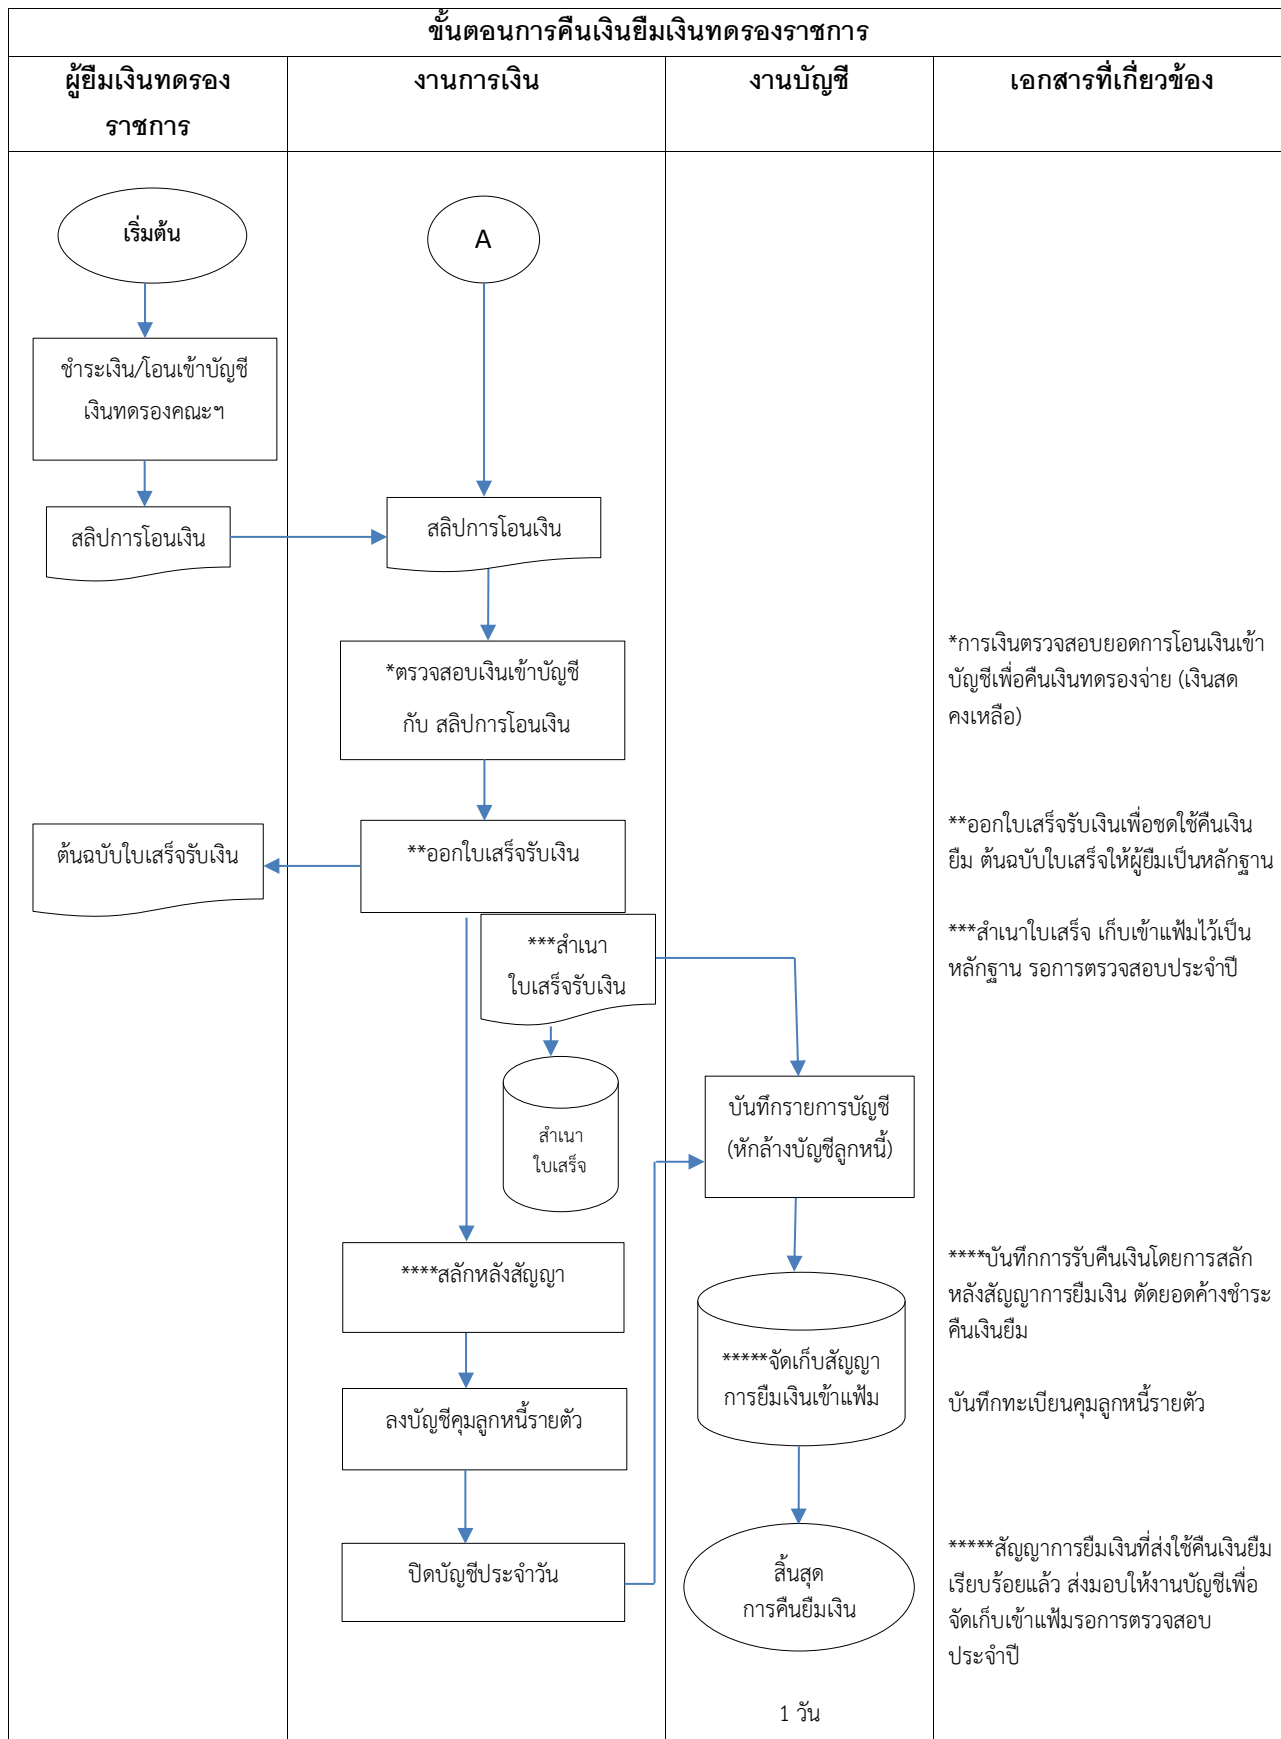 ขั้นตอนการคืนเงินยืมเงินทดรองราชการ
ผู้ยืมเงินทดรอง
ราชการ
งานการเงิน
งานบัญชี
เอกสารที่เกี่ยวข้อง
เริ่มต้น
A
ชำระเงิน/โอนเข้าบัญชี
เงินทดรองคณะฯ
สลิปการโอนเงิน
สลิปการโอนเงิน
*ตรวจสอบเงินเข้าบัญชี
กับ สลิปการโอนเงิน
*การเงินตรวจสอบยอดการโอนเงินเข้า
บัญชีเพื่อคืนเงินทดรองจ่าย (เงินสด
คงเหลือ)
ต้นฉบับใบเสร็จรับเงิน
**ออกใบเสร็จรับเงิน
**ออกใบเสร็จรับเงินเพื่อชดใช้คืนเงิน
ยืม ต้นฉบับใบเสร็จให้ผู้ยืมเป็นหลักฐาน
***สำเนา
ใบเสร็จรับเงิน
***สำเนาใบเสร็จ เก็บเข้าแฟ้มไว้เป็น
หลักฐาน รอการตรวจสอบประจำปี
สำเนา
ใบเสร็จ
บันทึกรายการบัญชี
(หักล้างบัญชีลูกหนี้)
****สลักหลังสัญญา
****บันทึกการรับคืนเงินโดยการสลัก
หลังสัญญาการยืมเงิน ตัดยอดค้างชำระ
คืนเงินยืม
*****จัดเก็บสัญญา
การยืมเงินเข้าแฟ้ม
ลงบัญชีคุมลูกหนี้รายตัว
บันทึกทะเบียนคุมลูกหนี้รายตัว
ปิดบัญชีประจำวัน
สิ้นสุด
การคืนยืมเงิน
*****สัญญาการยืมเงินที่ส่งใช้คืนเงินยืม
เรียบร้อยแล้ว ส่งมอบให้งานบัญชีเพื่อ
จัดเก็บเข้าแฟ้มรอการตรวจสอบ
ประจำปี
1 วัน